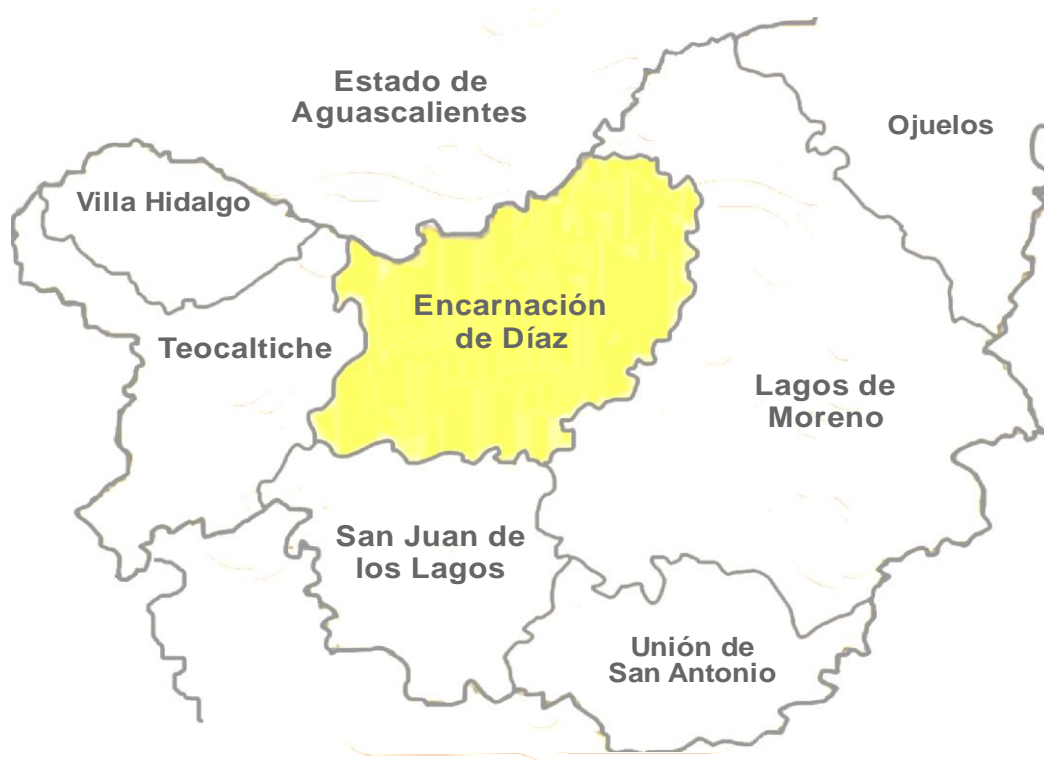 Estado de
Aguascalientes
Ojuelos
Villa Hidalgo
Encarnación
de Díaz
Teocaltiche
Lagos de
Moreno
San Juan de
los Lagos
Unión de
San Antonio